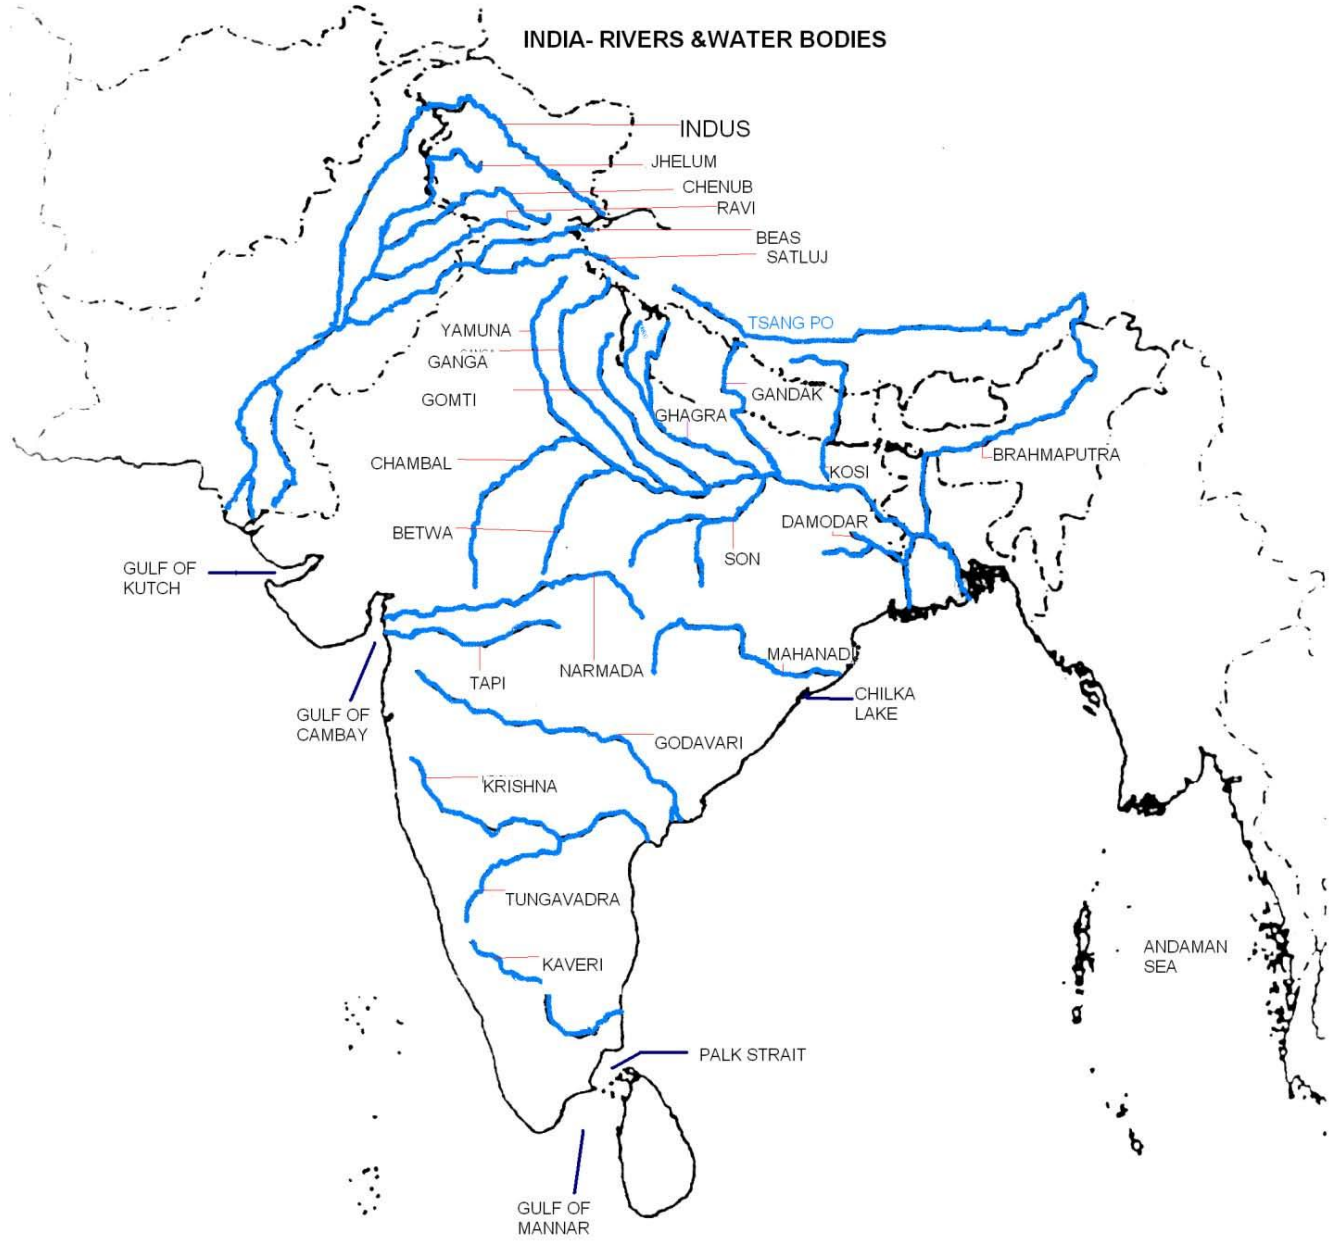 INDIA- RIVERS &WATER BODIES
INDUS
JHELUM
CHENUB
RAVI
BEAS
SATLUJ
TSANG PO
YAMUNA
GANGA
GOMTI
GANDAK
GHAGRA
CHAMBAL
KOSI
BRAHMAPUTRA
BETWA
DAMODAR
SON
GULF OF
KUTCH
NARMADA
MAHANADI
TAPI
GULF OF
CAMBAY
CHILKA
LAKE
GODAVARI
KRISHNA
TUNGAVADRA
KAVERI
ANDAMAN
SEA
PALK STRAIT
GULF OF
MANNAR